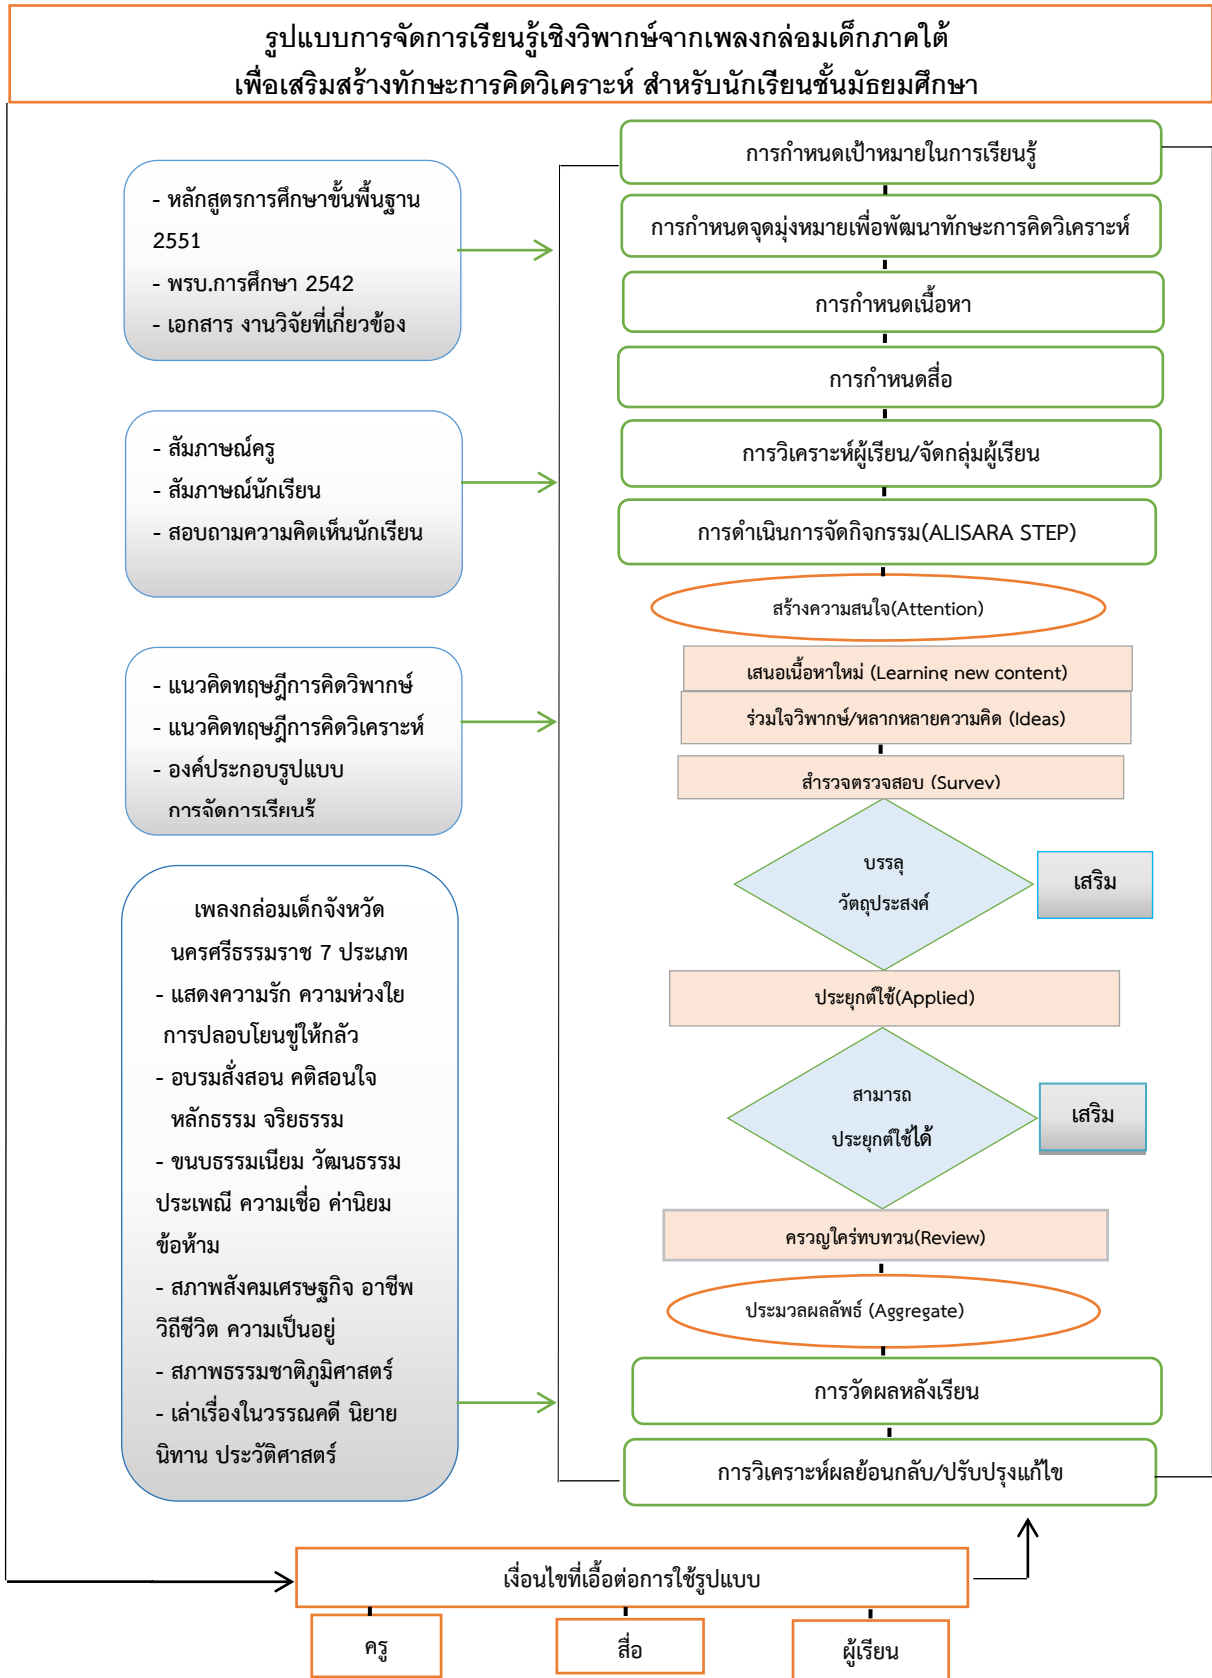 รูปแบบการจัดการเรียนรู้เชิงวิพากษ์จากเพลงกล่อมเด็กภาคใต้
เพื่อเสริมสร้างทักษะการคิดวิเคราะห์ สำหรับนักเรียนชั้นมัธยมศึกษา
- หลักสูตรการศึกษาขั้นพื้นฐาน
2551
- พรบ.การศึกษา 2542
- เอกสาร งานวิจัยที่เกี่ยวข้อง
- สัมภาษณ์ครู
- สัมภาษณ์นักเรียน
- สอบถามความคิดเห็นนักเรียน
- แนวคิดทฤษฎีการคิดวิพากษ์
- แนวคิดทฤษฎีการคิดวิเคราะห์
- องค์ประกอบรูปแบบ
การจัดการเรียนรู้
เพลงกล่อมเด็กจังหวัด
นครศรีธรรมราช 7 ประเภท
- แสดงความรัก ความห่วงใย
การปลอบโยนขู่ให้กลัว
- อบรมสั่งสอน คติสอนใจ
หลักธรรม จริยธรรม
- ขนบธรรมเนียม วัฒนธรรม
ประเพณี ความเชื่อ ค่านิยม
ข้อห้าม
- สภาพสังคมเศรษฐกิจ อาชีพ
วิถีชีวิต ความเป็นอยู่
- สภาพธรรมชาติภูมิศาสตร์
- เล่าเรื่องในวรรณคดี นิยาย
นิทาน ประวัติศาสตร์
การกำหนดเป้าหมายในการเรียนรู้
การกำหนดจุดมุ่งหมายเพื่อพัฒนาทักษะการคิดวิเคราะห์
การกำหนดเนื้อหา
การกำหนดสื่อ
การวิเคราะห์ผู้เรียน/จัดกลุ่มผู้เรียน
การดำเนินการจัดกิจกรรม(ALISARA STEP)
สร้างความสนใจ(Attention)
เสนอเนื้อหาใหม่ (Learning new content)
ร่วมใจวิพากษ์/หลากหลายความคิด (Ideas)
สำรวจตรวจสอบ (Survey)
บรรลุ
วัตถุประสงค์
เสริม
ประยุกต์ใช้(Applied)
สามารถ
ประยุกต์ใช้ได้
เสริม
ครวญใคร่ทบทวน(Review)
ประมวลผลลัพธ์ (Aggregate)
การวัดผลหลังเรียน
การวิเคราะห์ผลย้อนกลับ/ปรับปรุงแก้ไข
เงื่อนไขที่เอื้อต่อการใช้รูปแบบ
ครู
สื่อ
ผู้เรียน